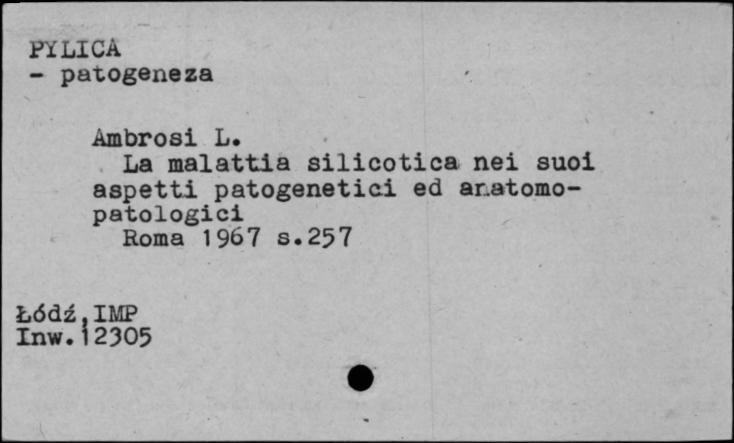 PYLICA
- patogeneza
Ambrosi L.
La malattia silicotica nei suoi
aspetti patogenetici ed anatomo-
patologici
Roma 1967 s.257
Łódź,IMP
Inw.12305